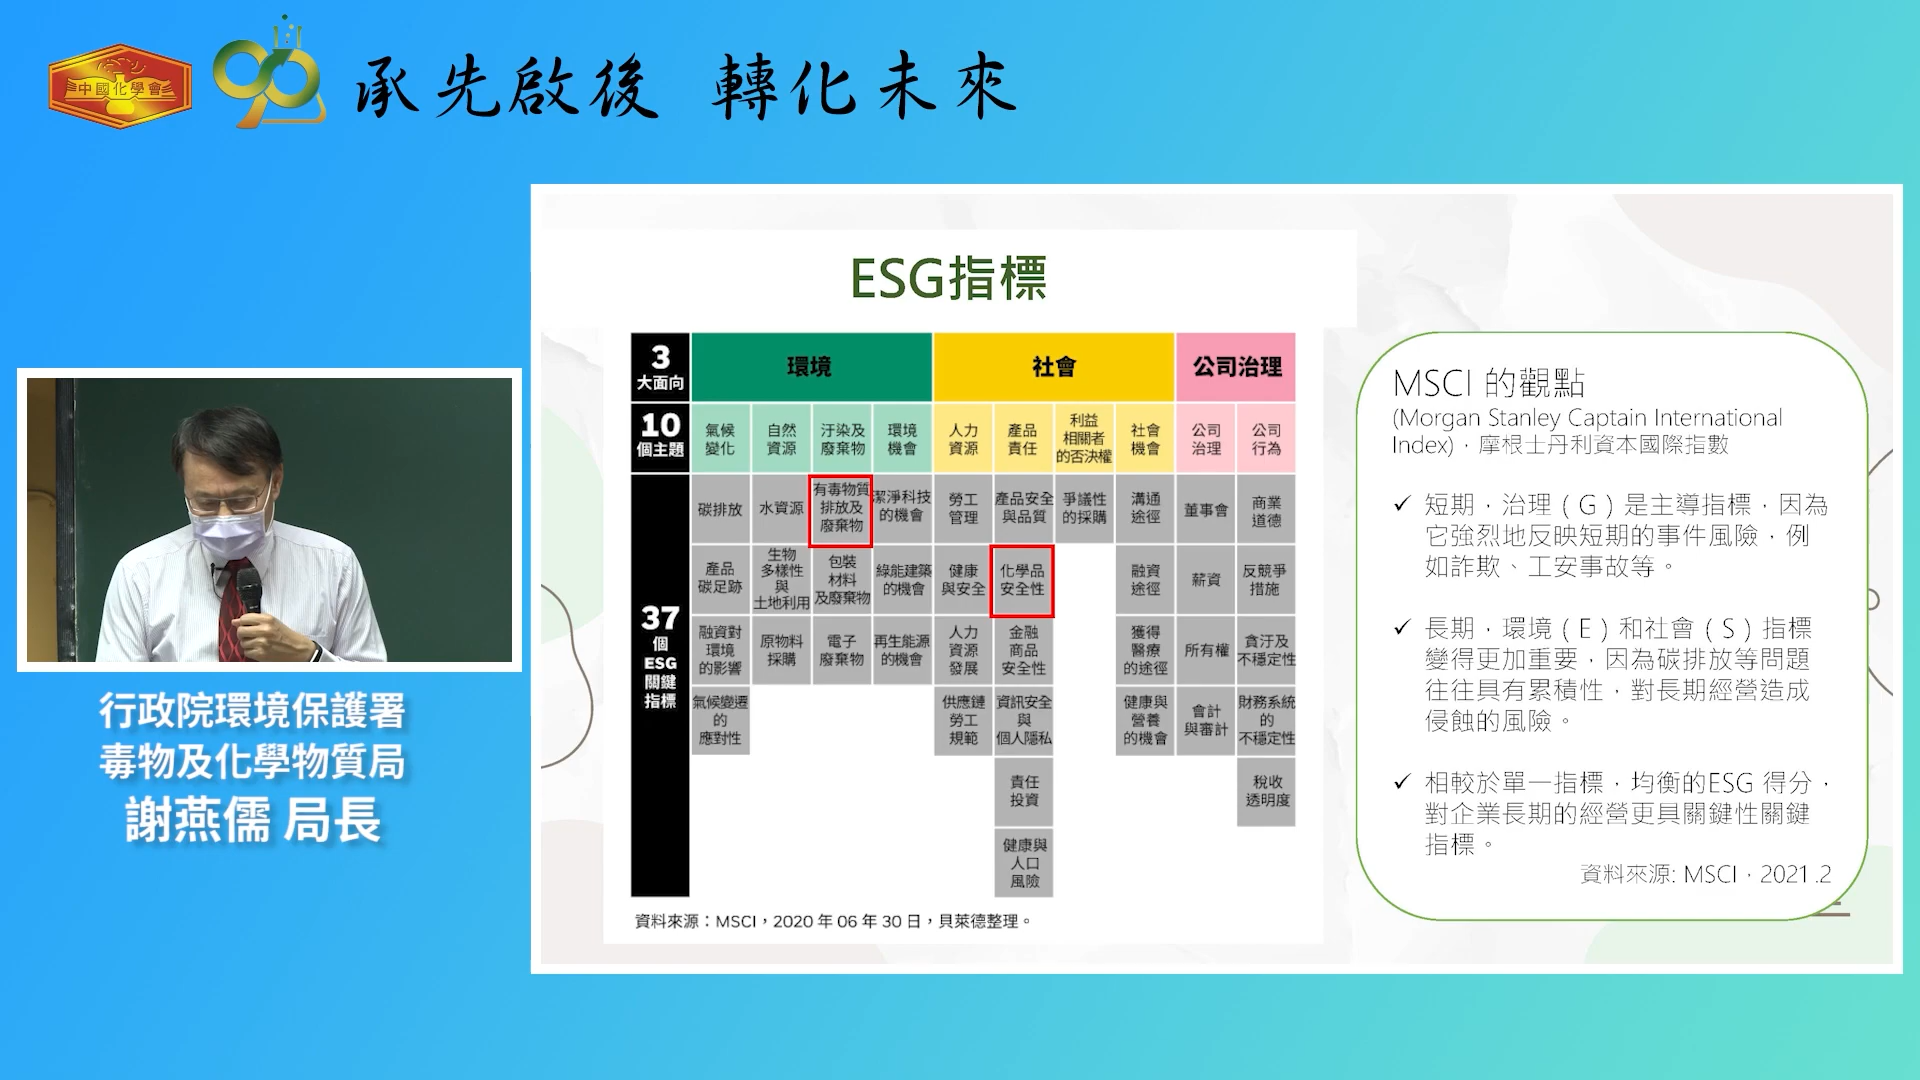 中國化學會
90
承先啟後 轉化未來
行政院環境保護署
毒物及化學物質局
謝燕儒 局長
ESG指標
3
大面向
環境
社會
公司治理
10
個主題
氣候
變化
自然
資源
汙染及
廢棄物
環境
機會
人力
資源
產品
責任
利益
相關者
的否決權
社會
機會
公司
治理
公司
行為
37
個
ESG
關鍵
指標
碳排放
水資源
有毒物質
排放及
廢棄物
潔淨科技
的機會
勞工
管理
產品安全
與品質
爭議性
的採購
溝通
途徑
董事會
商業
道德
產品
碳足跡
生物
多樣性
與
土地利用
包裝
材料
及廢棄物
綠能建築
的機會
健康
與安全
化學品
安全性
融資
途徑
薪資
反競爭
措施
融資對
環境
的影響
原物料
採購
電子
廢棄物
再生能源
的機會
人力
資源
發展
金融
商品
安全性
獲得
醫療
的途徑
所有權
貪汙及
不穩定性
氣候變遷
的
應對性
供應鏈
勞工
規範
資訊安全
與
個人隱私
健康與
營養
的機會
會計
與審計
財務系統
的
不穩定性
責任
投資
稅收
透明度
健康與
人口
風險
資料來源：MSCI，2020 年 06 年 30 日，貝萊德整理。
MSCI 的觀點
(Morgan Stanley Captain International
Index)，摩根士丹利資本國際指數
✓ 短期，治理（G）是主導指標，因為
它強烈地反映短期的事件風險，例
如詐欺、工安事故等。
✓ 長期，環境（E）和社會（S）指標
變得更加重要，因為碳排放等問題
往往具有累積性，對長期經營造成
侵蝕的風險。
✓ 相較於單一指標，均衡的ESG 得分，
對企業長期的經營更具關鍵性關鍵
指標。
資料來源: MSCI，2021 .2